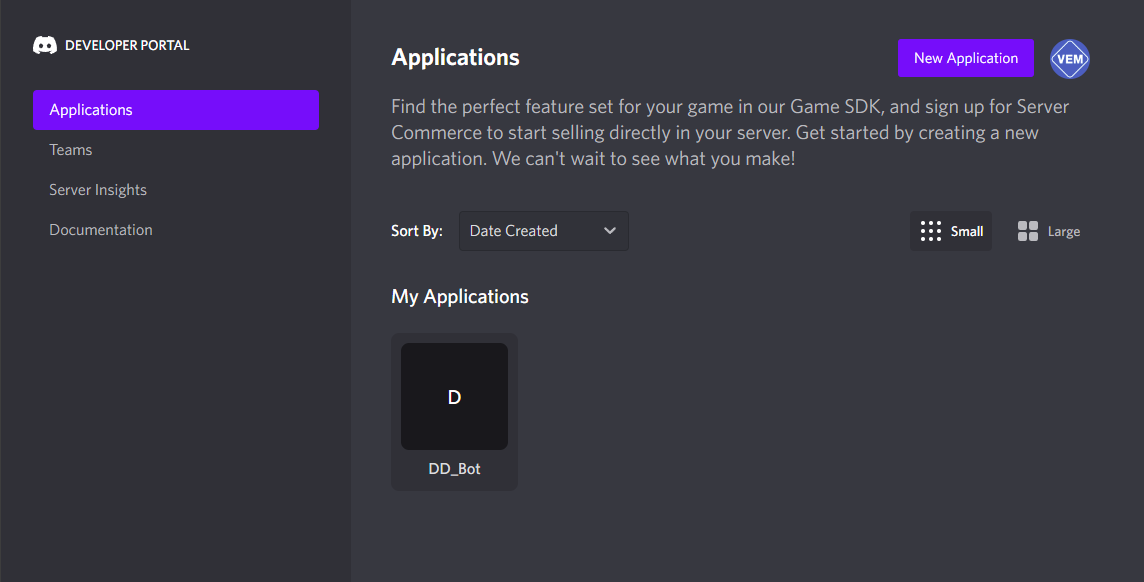 DEVELOPER PORTAL
Applications
Teams
Server Insights
Documentation
Applications
New Application
VEM
Find the perfect feature set for your game in our Game SDK, and sign up for Server
Commerce to start selling directly in your server. Get started by creating a new
application. We can't wait to see what you make!
Sort By:
Date Created
Small
Large
My Applications
D
DD_Bot